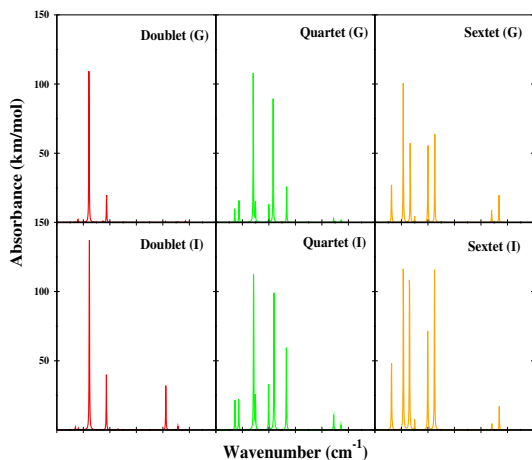 150
Doublet (G)
Quartet (G)
Sextet (G)
100
50
Absorbance (km/mol)
150
Doublet (I)
Quartet (I)
Sextet (I)
100
50
Wavenumber (cm-1)